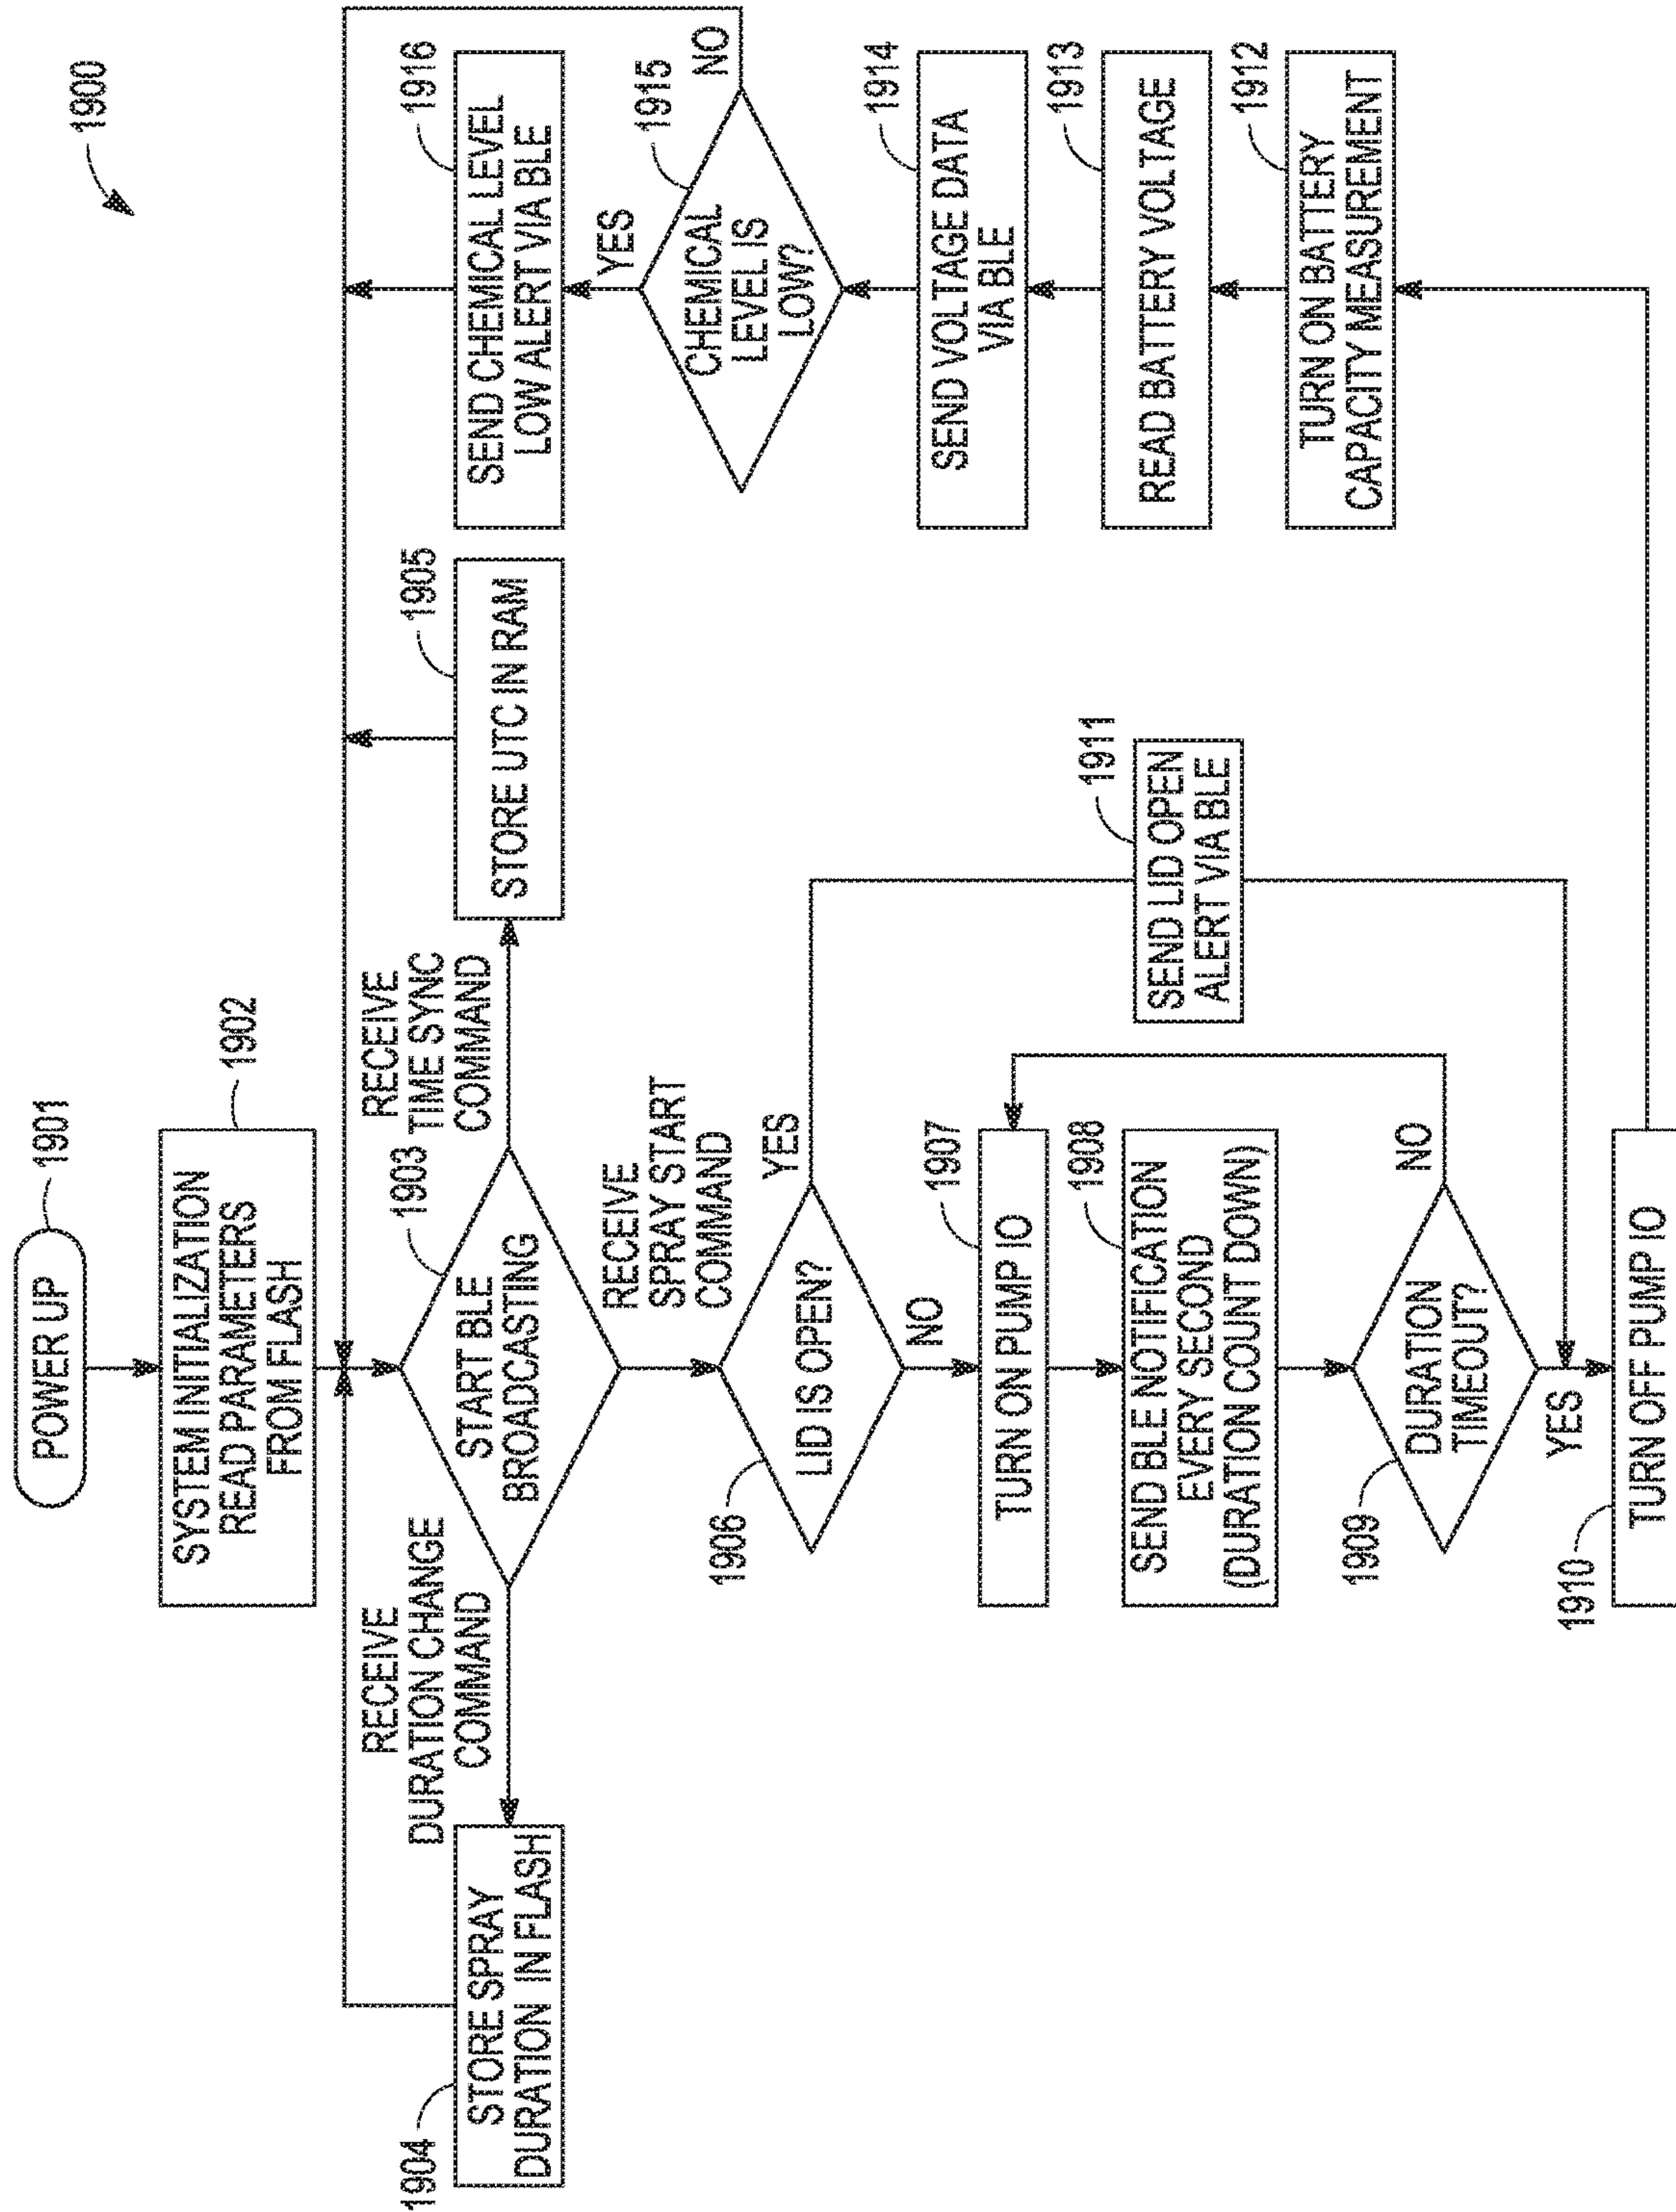 1900
POWER UP
1901
SYSTEM INITIALIZATION
READ PARAMETERS
FROM FLASH
1902
RECEIVE
DURATION CHANGE
COMMAND
START BLE
BROADCASTING
1903
RECEIVE
TIME SYNC
COMMAND
STORE SPRAY
DURATION IN FLASH
1904
STORE UTC IN RAM
1905
RECEIVE
SPRAY START
COMMAND
LID IS OPEN?
1906
YES
NO
TURN ON PUMP IO
1907
SEND BLE NOTIFICATION
EVERY SECOND
(DURATION COUNT DOWN)
1908
DURATION
TIMEOUT?
1909
NO
YES
TURN OFF PUMP IO
1910
SEND LID OPEN
ALERT VIA BLE
1911
TURN ON BATTERY
CAPACITY MEASUREMENT
1912
READ BATTERY VOLTAGE
1913
SEND VOLTAGE DATA
VIA BLE
1914
CHEMICAL
LEVEL IS
LOW?
1915
YES
NO
SEND CHEMICAL LEVEL
LOW ALERT VIA BLE
1916